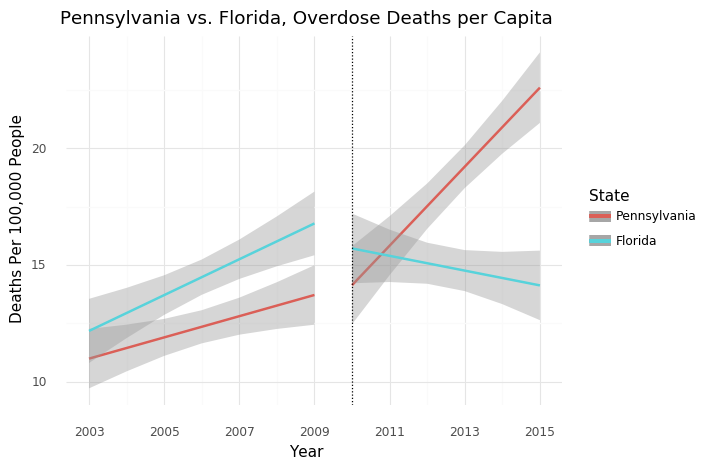 Pennsylvania vs. Florida, Overdose Deaths per Capita
Deaths Per 100,000 People
20
15
10
2003 2005 2007 2009 2011 2013 2015
Year
State
Pennsylvania
Florida